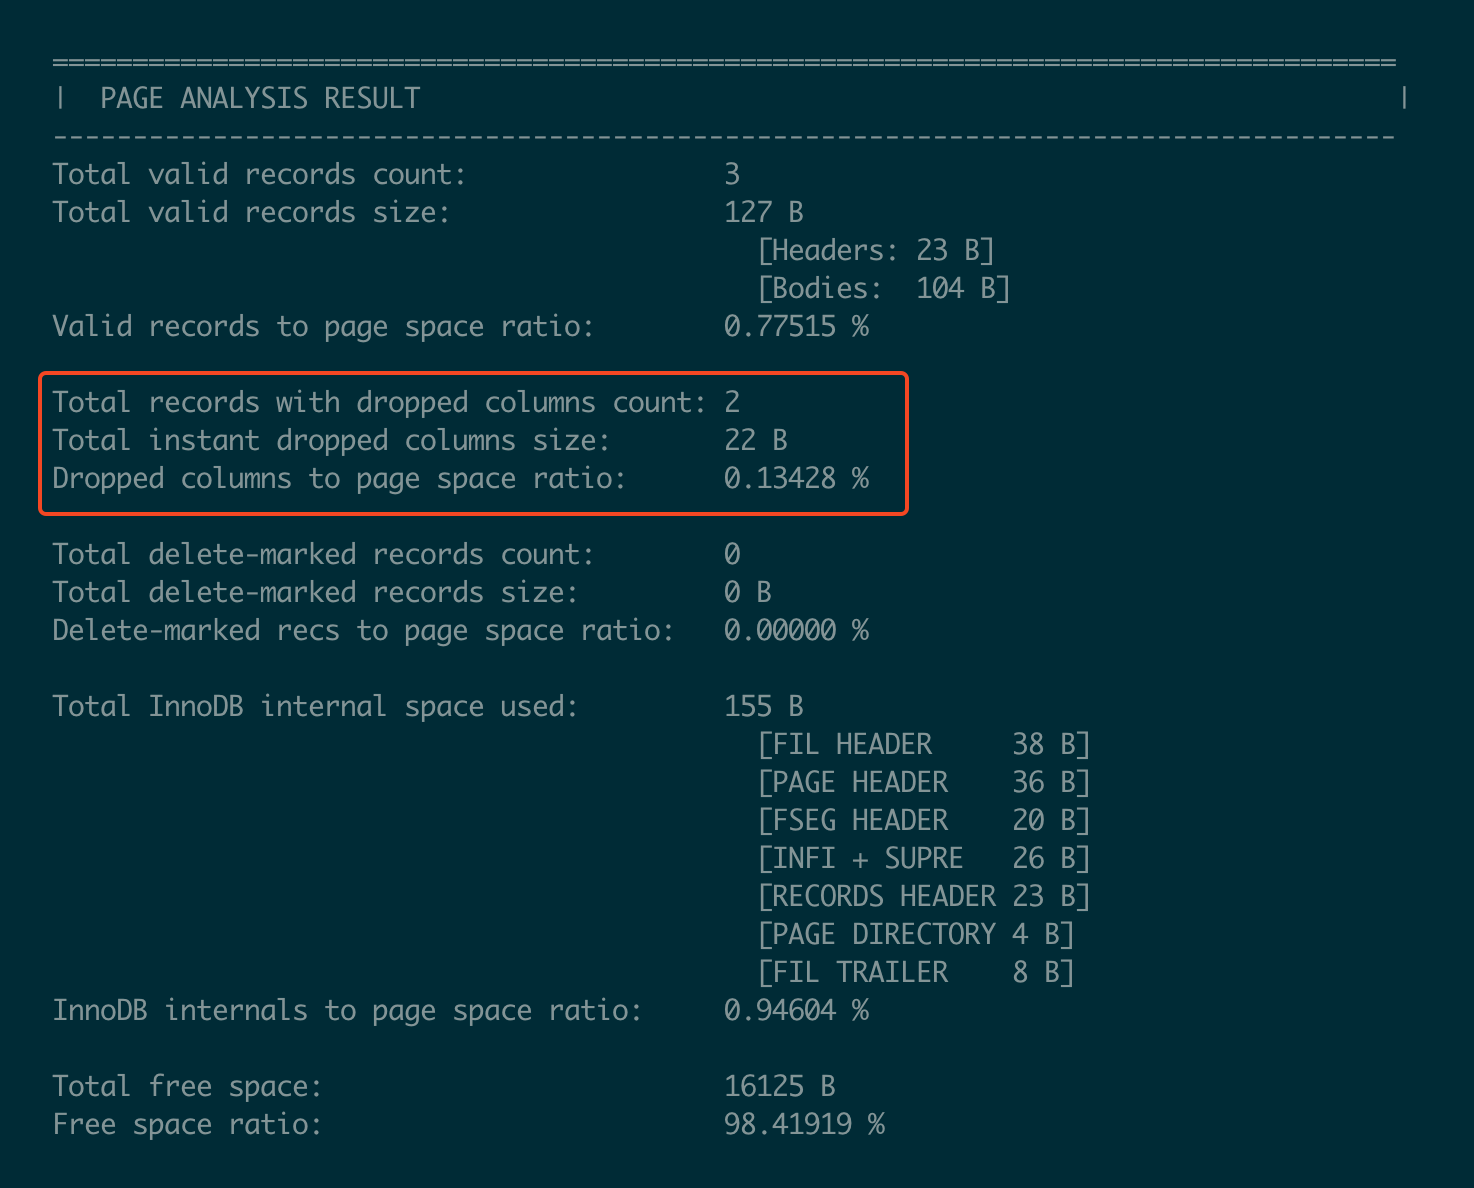 ====================================================================================
|  PAGE ANALYSIS RESULT                                                             |
------------------------------------------------------------------------------------
Total valid records count:                3
Total valid records size:                 127 B
                                            [Headers: 23 B]
                                            [Bodies:  104 B]
Valid records to page space ratio:        0.77515 %

Total records with dropped columns count: 2
Total instant dropped columns size:       22 B
Dropped columns to page space ratio:      0.13428 %

Total delete-marked records count:        0
Total delete-marked records size:         0 B
Delete-marked recs to page space ratio:   0.00000 %

Total InnoDB internal space used:         155 B
                                            [FIL HEADER     38 B]
                                            [PAGE HEADER    36 B]
                                            [FSEG HEADER    20 B]
                                            [INFI + SUPRE   26 B]
                                            [RECORDS HEADER 23 B]
                                            [PAGE DIRECTORY 4 B]
                                            [FIL TRAILER    8 B]
InnoDB internals to page space ratio:     0.94604 %

Total free space:                         16125 B
Free space ratio:                         98.41919 %